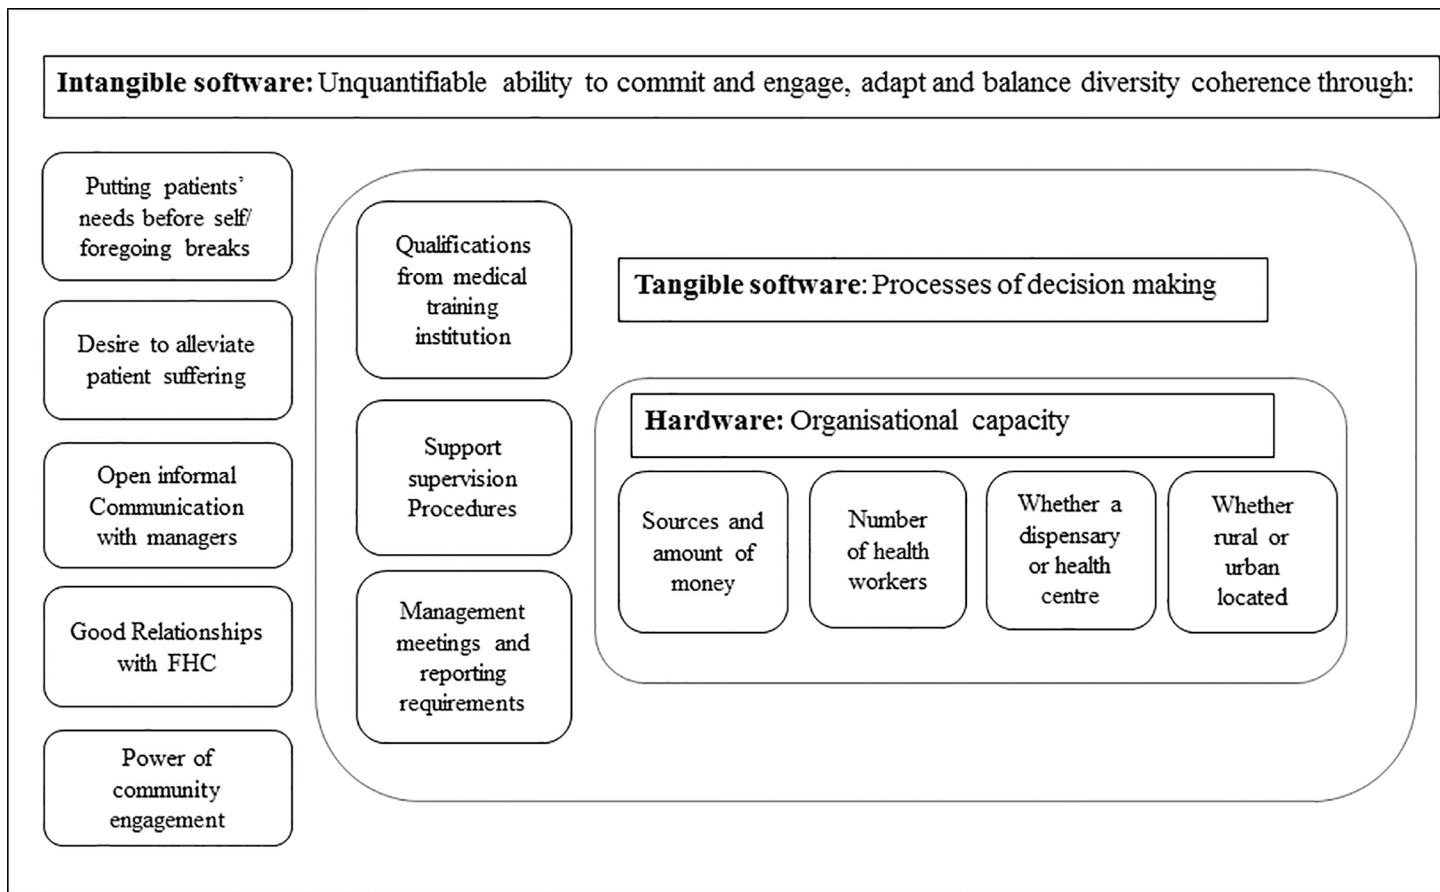 Intangible software: Unquantifiable ability to commit and engage, adapt and balance diversity coherence through:
Putting patients’
needs before self/
foregoing breaks
Desire to alleviate
patient suffering
Open informal
Communication
with managers
Good Relationships
with FHC
Power of
community
engagement
Qualifications
from medical
training
institution
Support
supervision
Procedures
Management
meetings and
reporting
requirements
Tangible software: Processes of decision making
Hardware: Organisational capacity
Sources and
amount of
money
Number
of health
workers
Whether a
dispensary
or health
centre
Whether
rural or
urban
located